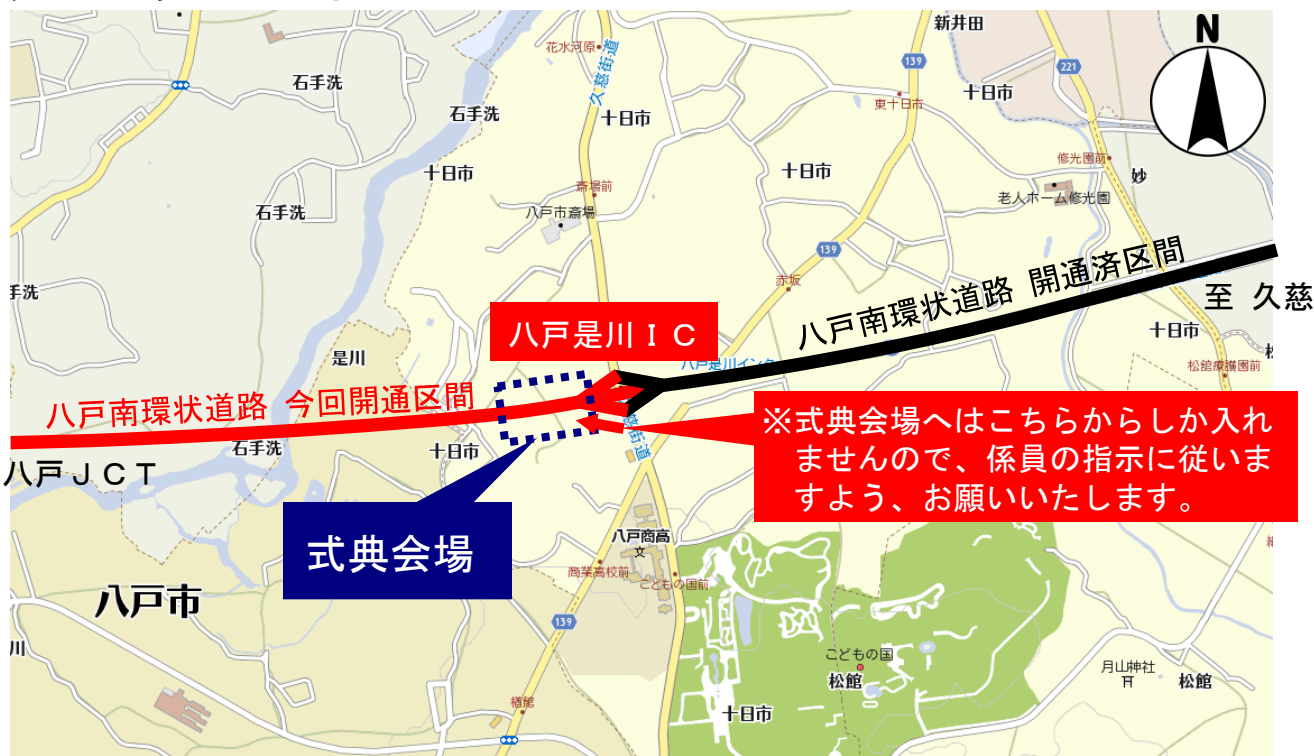 新井田
N
花水河原
久慈街道
139
221
石手洗
東十日市
十日市
石手洗
十日市
修光園前
十日市
十日市
妙
斎場前
老人ホーム修光園
石手洗
八戸市斎場
139
八戸南環状道路 開通済区間
赤坂
手洗
至 久慈
八戸是川ＩＣ
十日市
是川
八戸是川インタ
松館療護園前
八戸南環状道路 今回開通区間
※式典会場へはこちらからしか入れ
ませんので、係員の指示に従いま
すよう、お願いいたします。
街道
石手洗
十日市
八戸ＪＣＴ
式典会場
八戸商高
文
商業高校前
こどもの国前
八戸市
139
川
こどもの国
月山神社
松館
松館
楢館
十日市